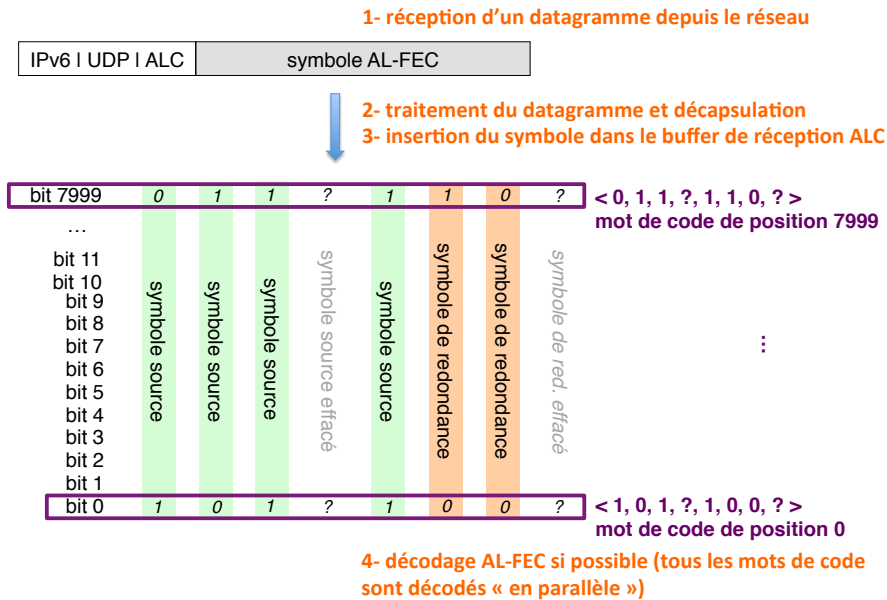 1- réception d'un datagramme depuis le réseau
IPv6 I UDP I ALC
symbole AL-FEC
2- traitement du datagramme et décapsulation
3- insertion du symbole dans le buffer de réception ALC
bit 7999 0 1 1 ? 1 1 0 ?
< 0, 1, 1, ?, 1, 1, 0, ? >
mot de code de position 7999
…
bit 11
bit 10
bit 9
bit 8
bit 7
bit 6
bit 5
bit 4
bit 3
bit 2
bit 1
symbole source
symbole source
symbole source
symbole source effacé
symbole source
symbole de redondance
symbole de redondance
symbole de red. effacé
...
bit 0 1 0 1 ? 1 0 0 ?
< 1, 0, 1, ?, 1, 0, 0, ? >
mot de code de position 0
4- décodage AL-FEC si possible (tous les mots de code
sont décodés « en parallèle »)